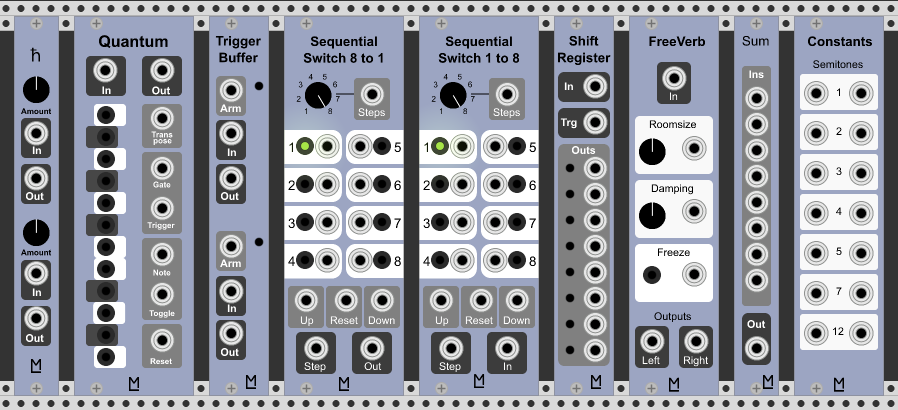 ħ
Amount
In
Out
Amount
In
Out
Quantum
In
Out
Trans
pose
Gate
Trigger
Note
Toggle
Reset
Trigger
Buffer
Arm
In
Out
Arm
In
Out
Sequential
Switch 8 to 1
1 2 3 4 5 6 7 8
Steps
1 5
2 6
3 7
4 8
Up Reset Down
Step Out
Sequential
Switch 1 to 8
1 2 3 4 5 6 7 8
Steps
1 5
2 6
3 7
4 8
Up Reset Down
Step In
Shift
Register
In
Trg
Outs
FreeVerb
In
Roomsize
Damping
Freeze
Outputs
Left Right
Sum
Ins
Out
Constants
Semitones
1
2
3
4
5
7
12